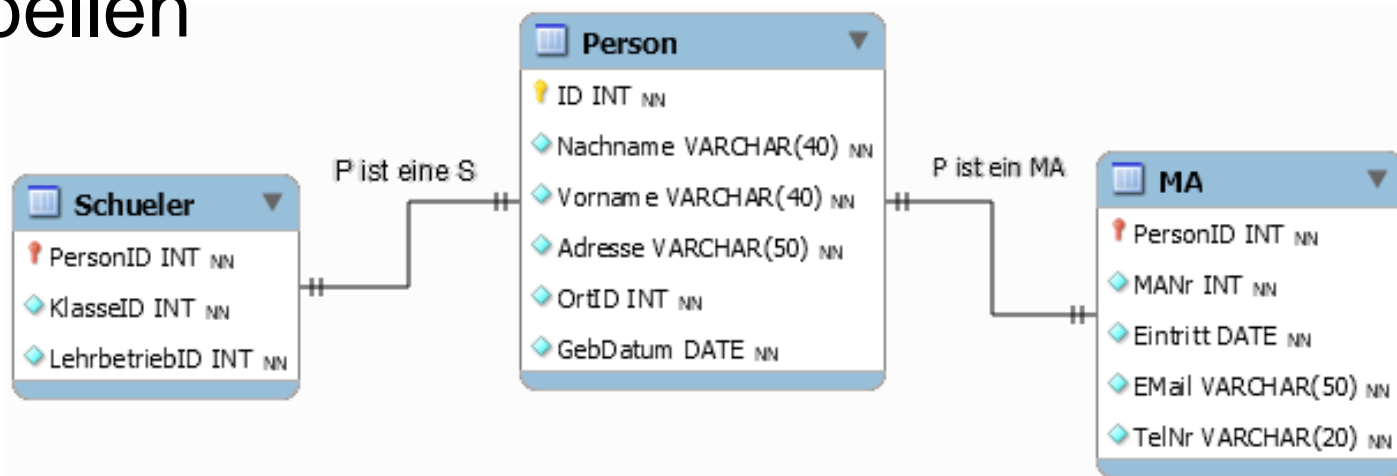 bellen
Person
ID INT NN
Nachname VARCHAR(40) NN
Vorname VARCHAR(40) NN
Adresse VARCHAR(50) NN
OrtID INT NN
GebDatum DATE NN
P ist eine S
Schueler
PersonID INT NN
KlasseID INT NN
LehrbetriebID INT NN
P ist ein MA
MA
PersonID INT NN
MANr INT NN
Eintritt DATE NN
EMail VARCHAR(50) NN
TelNr VARCHAR(20) NN